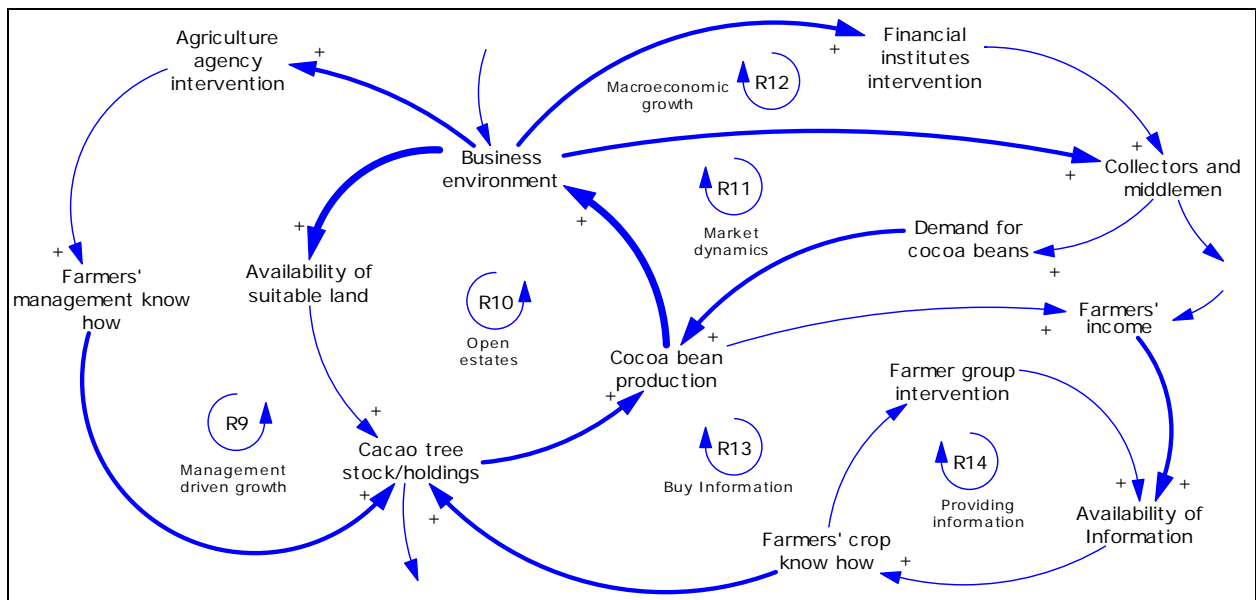 Agriculture
agency
intervention
+
Financial
institutes
intervention
+
Macroeconomic
growth
R12
Business
environment
+
Collectors and
middlemen
+
R11
Market
dynamics
+
+
Demand for
cocoa beans
+
+
Farmers'
management know
how
Availability of
suitable land
R10
Open
estates
Farmers'
income
+
+
Cocoa bean
production
+
Farmer group
intervention
R9
Management
driven growth
+
Cacao tree
stock/holdings
+
+
R13
Buy Information
R14
Providing
information
+
+
Availability of
Information
Farmers' crop
know how
+